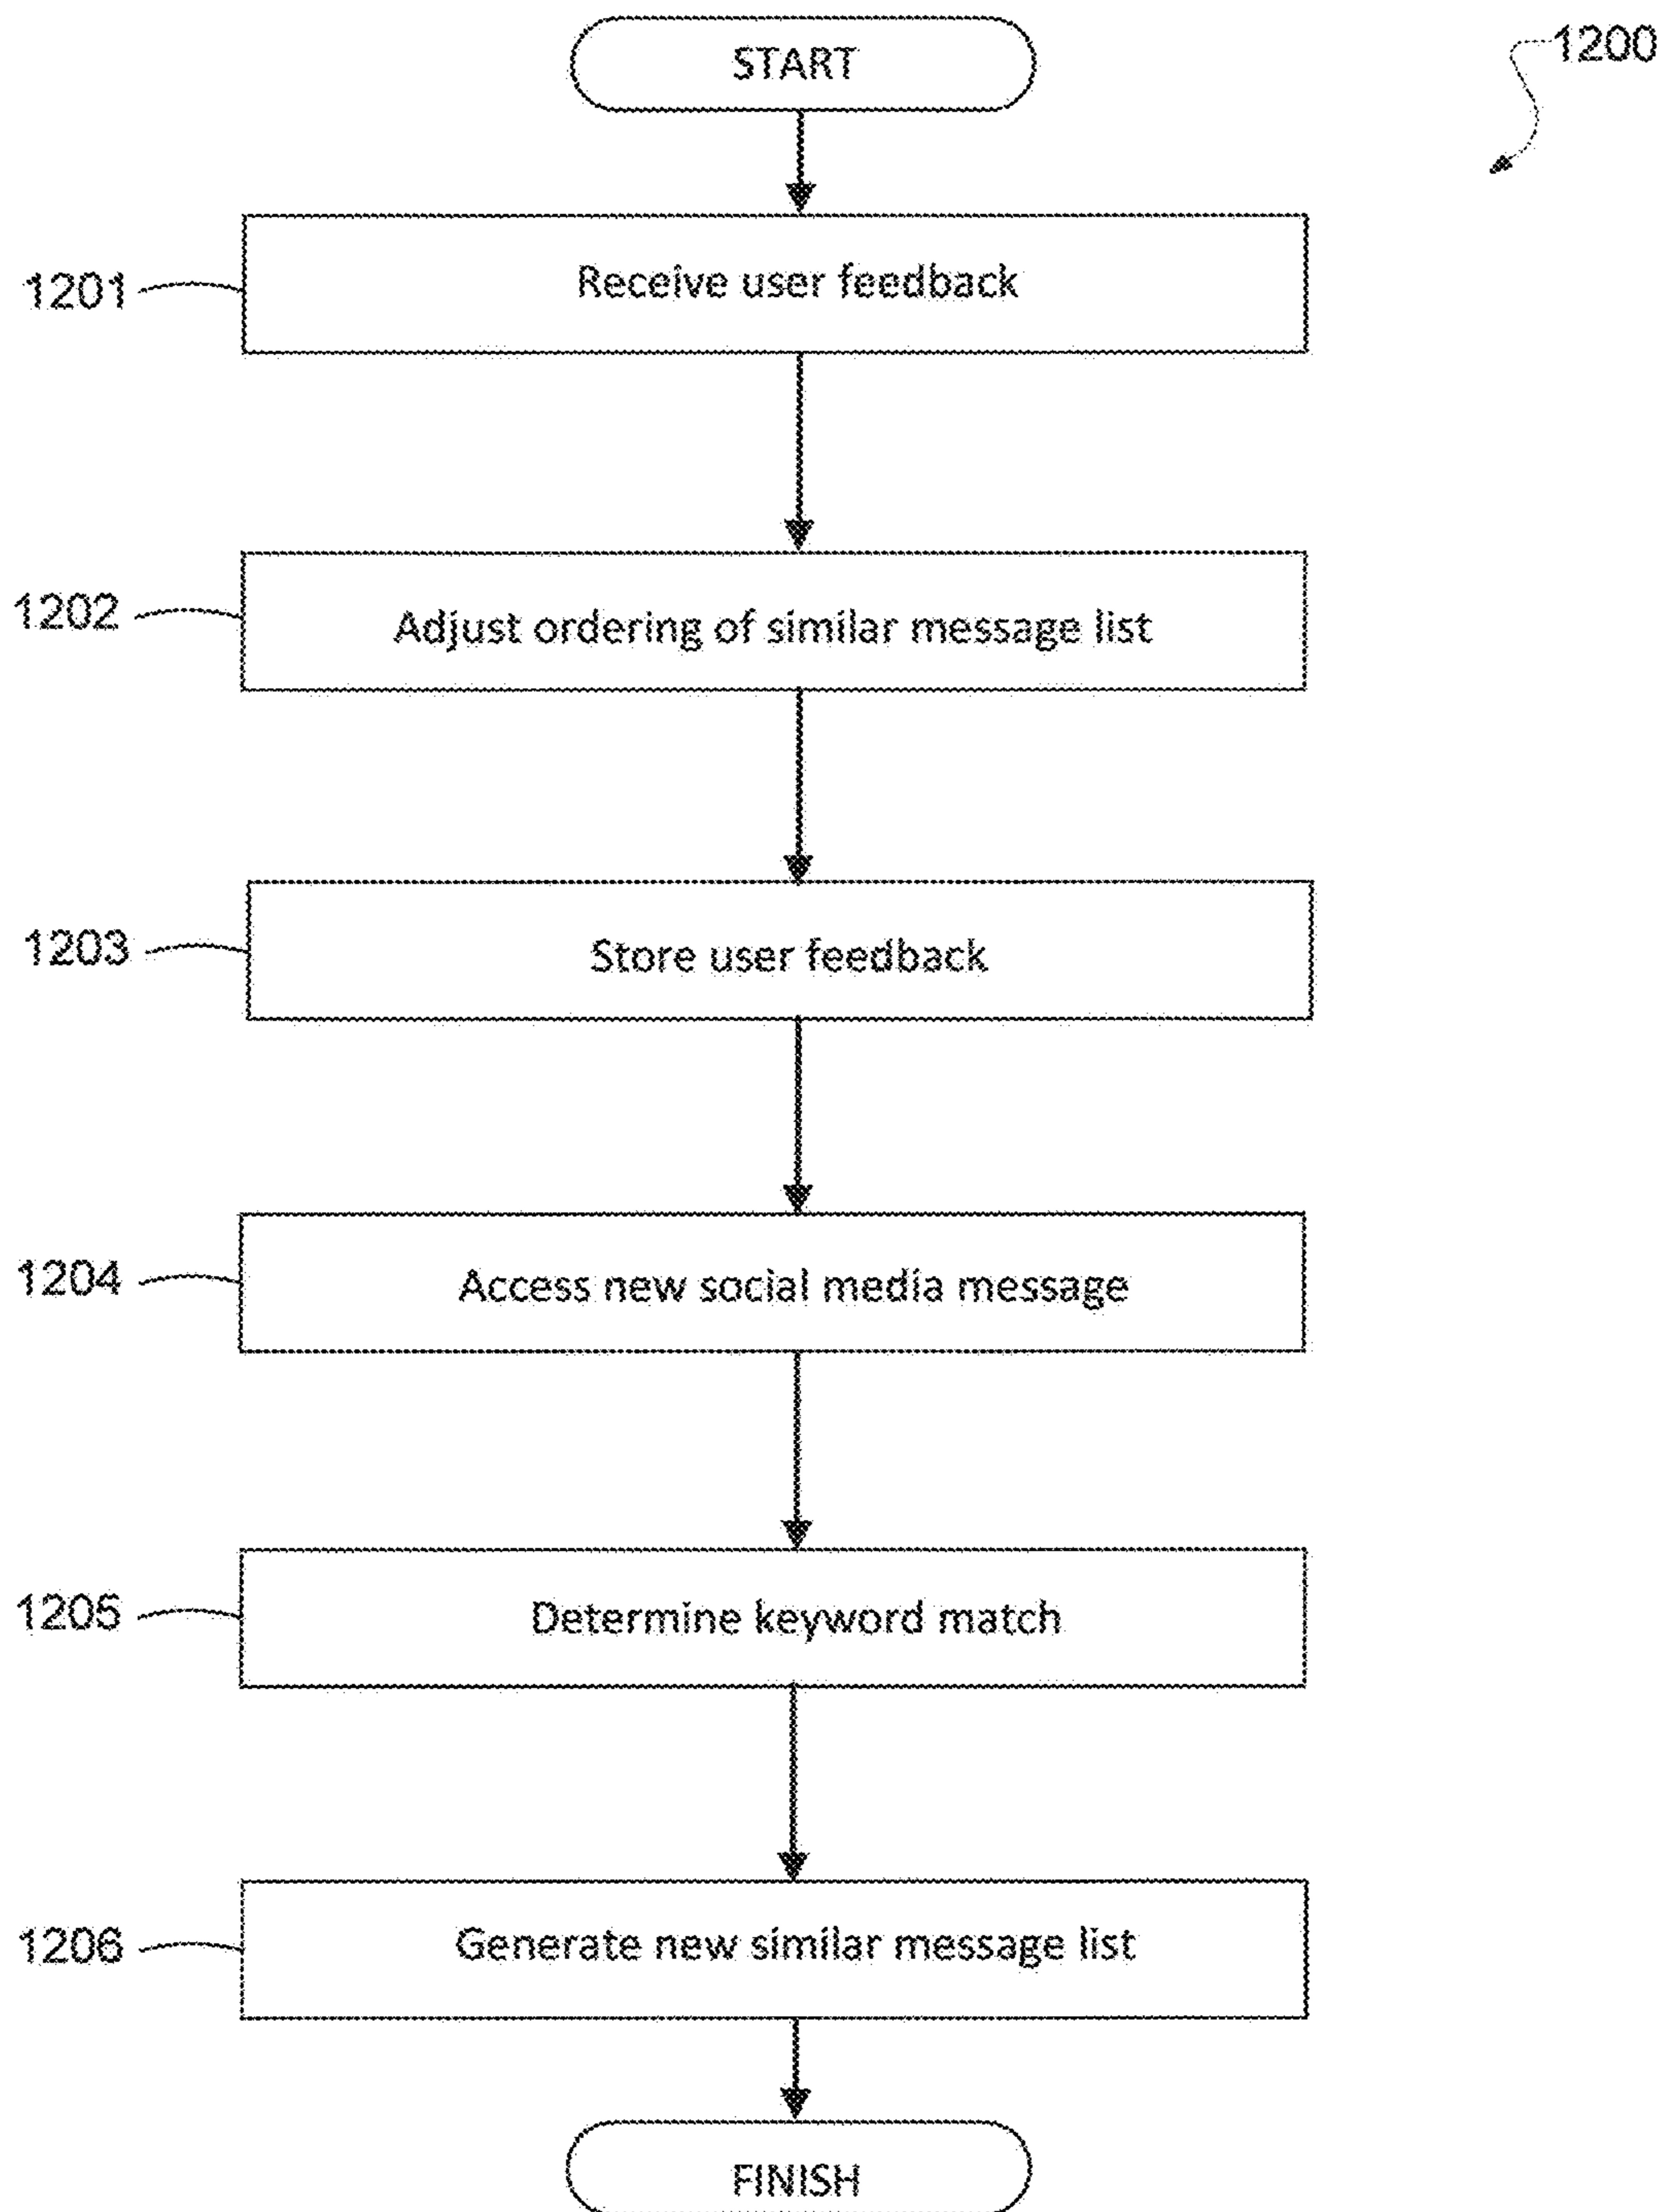 START
1200
1201
Receive user feedback
1202
Adjust ordering of similar message list
1203
Store user feedback
1204
Access new social media message
1205
Determine keyword match
1206
Generate new similar message list
FINISH